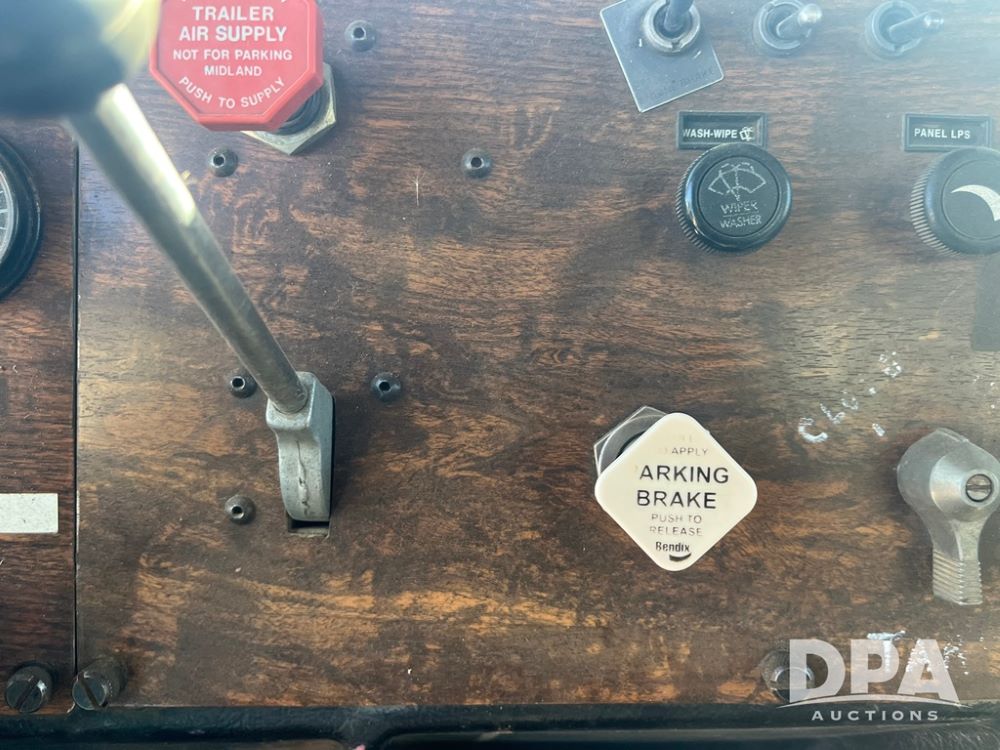 TRAILER
AIR SUPPLY
NOT FOR PARKING
MIDLAND
PUSH TO SUPPLY
WASH-WIPE
PANEL LPS
WIPER
WASHER
APPLY
ARKING
BRAKE
PUSH TO
RELEASE
Bendix
DPA
AUCTIONS